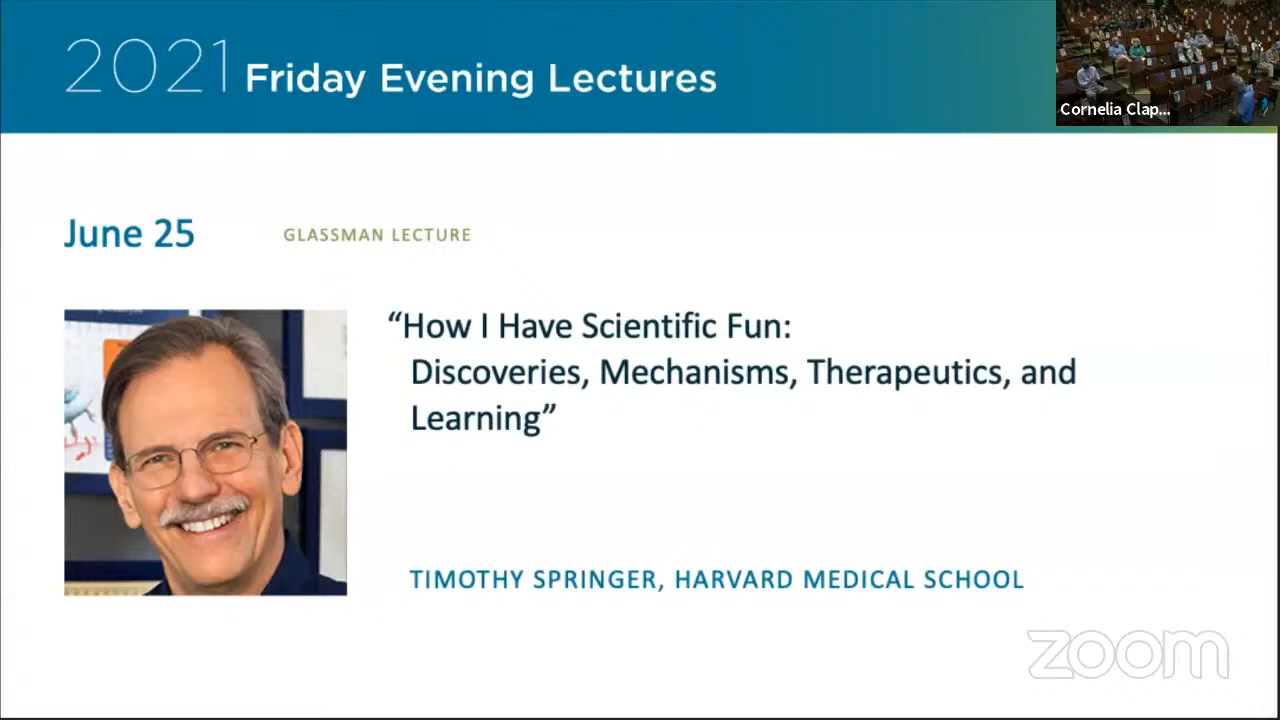 2021 Friday Evening Lectures
Cornelia Clap...
June 25
GLASSMAN LECTURE
“How I Have Scientific Fun:
Discoveries, Mechanisms, Therapeutics, and
Learning”
TIMOTHY SPRINGER, HARVARD MEDICAL SCHOOL
zoom